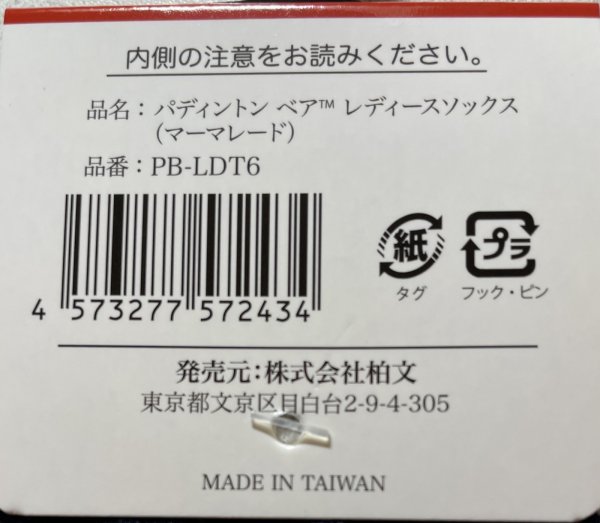 内側の注意をお読みください。
品名：パディントン ベア™ レディースソックス
（マーマレード）
品番：PB-LDT6
紙
プラ
タグ
フック・ピン
4 573277 572434
発売元：株式会社柏文
東京都文京区目白台2-9-4-305
MADE IN TAIWAN